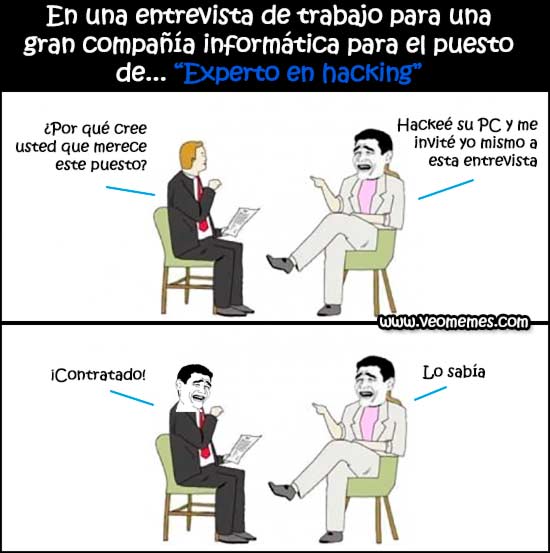 En una entrevista de trabajo para una
gran compañía informática para el puesto
de... “Experto en hacking”
¿Por qué cree
usted que merece
este puesto?
Hackeé su PC y me
invité yo mismo a
esta entrevista
www.veomemes.com
¡Contratado!
Lo sabía